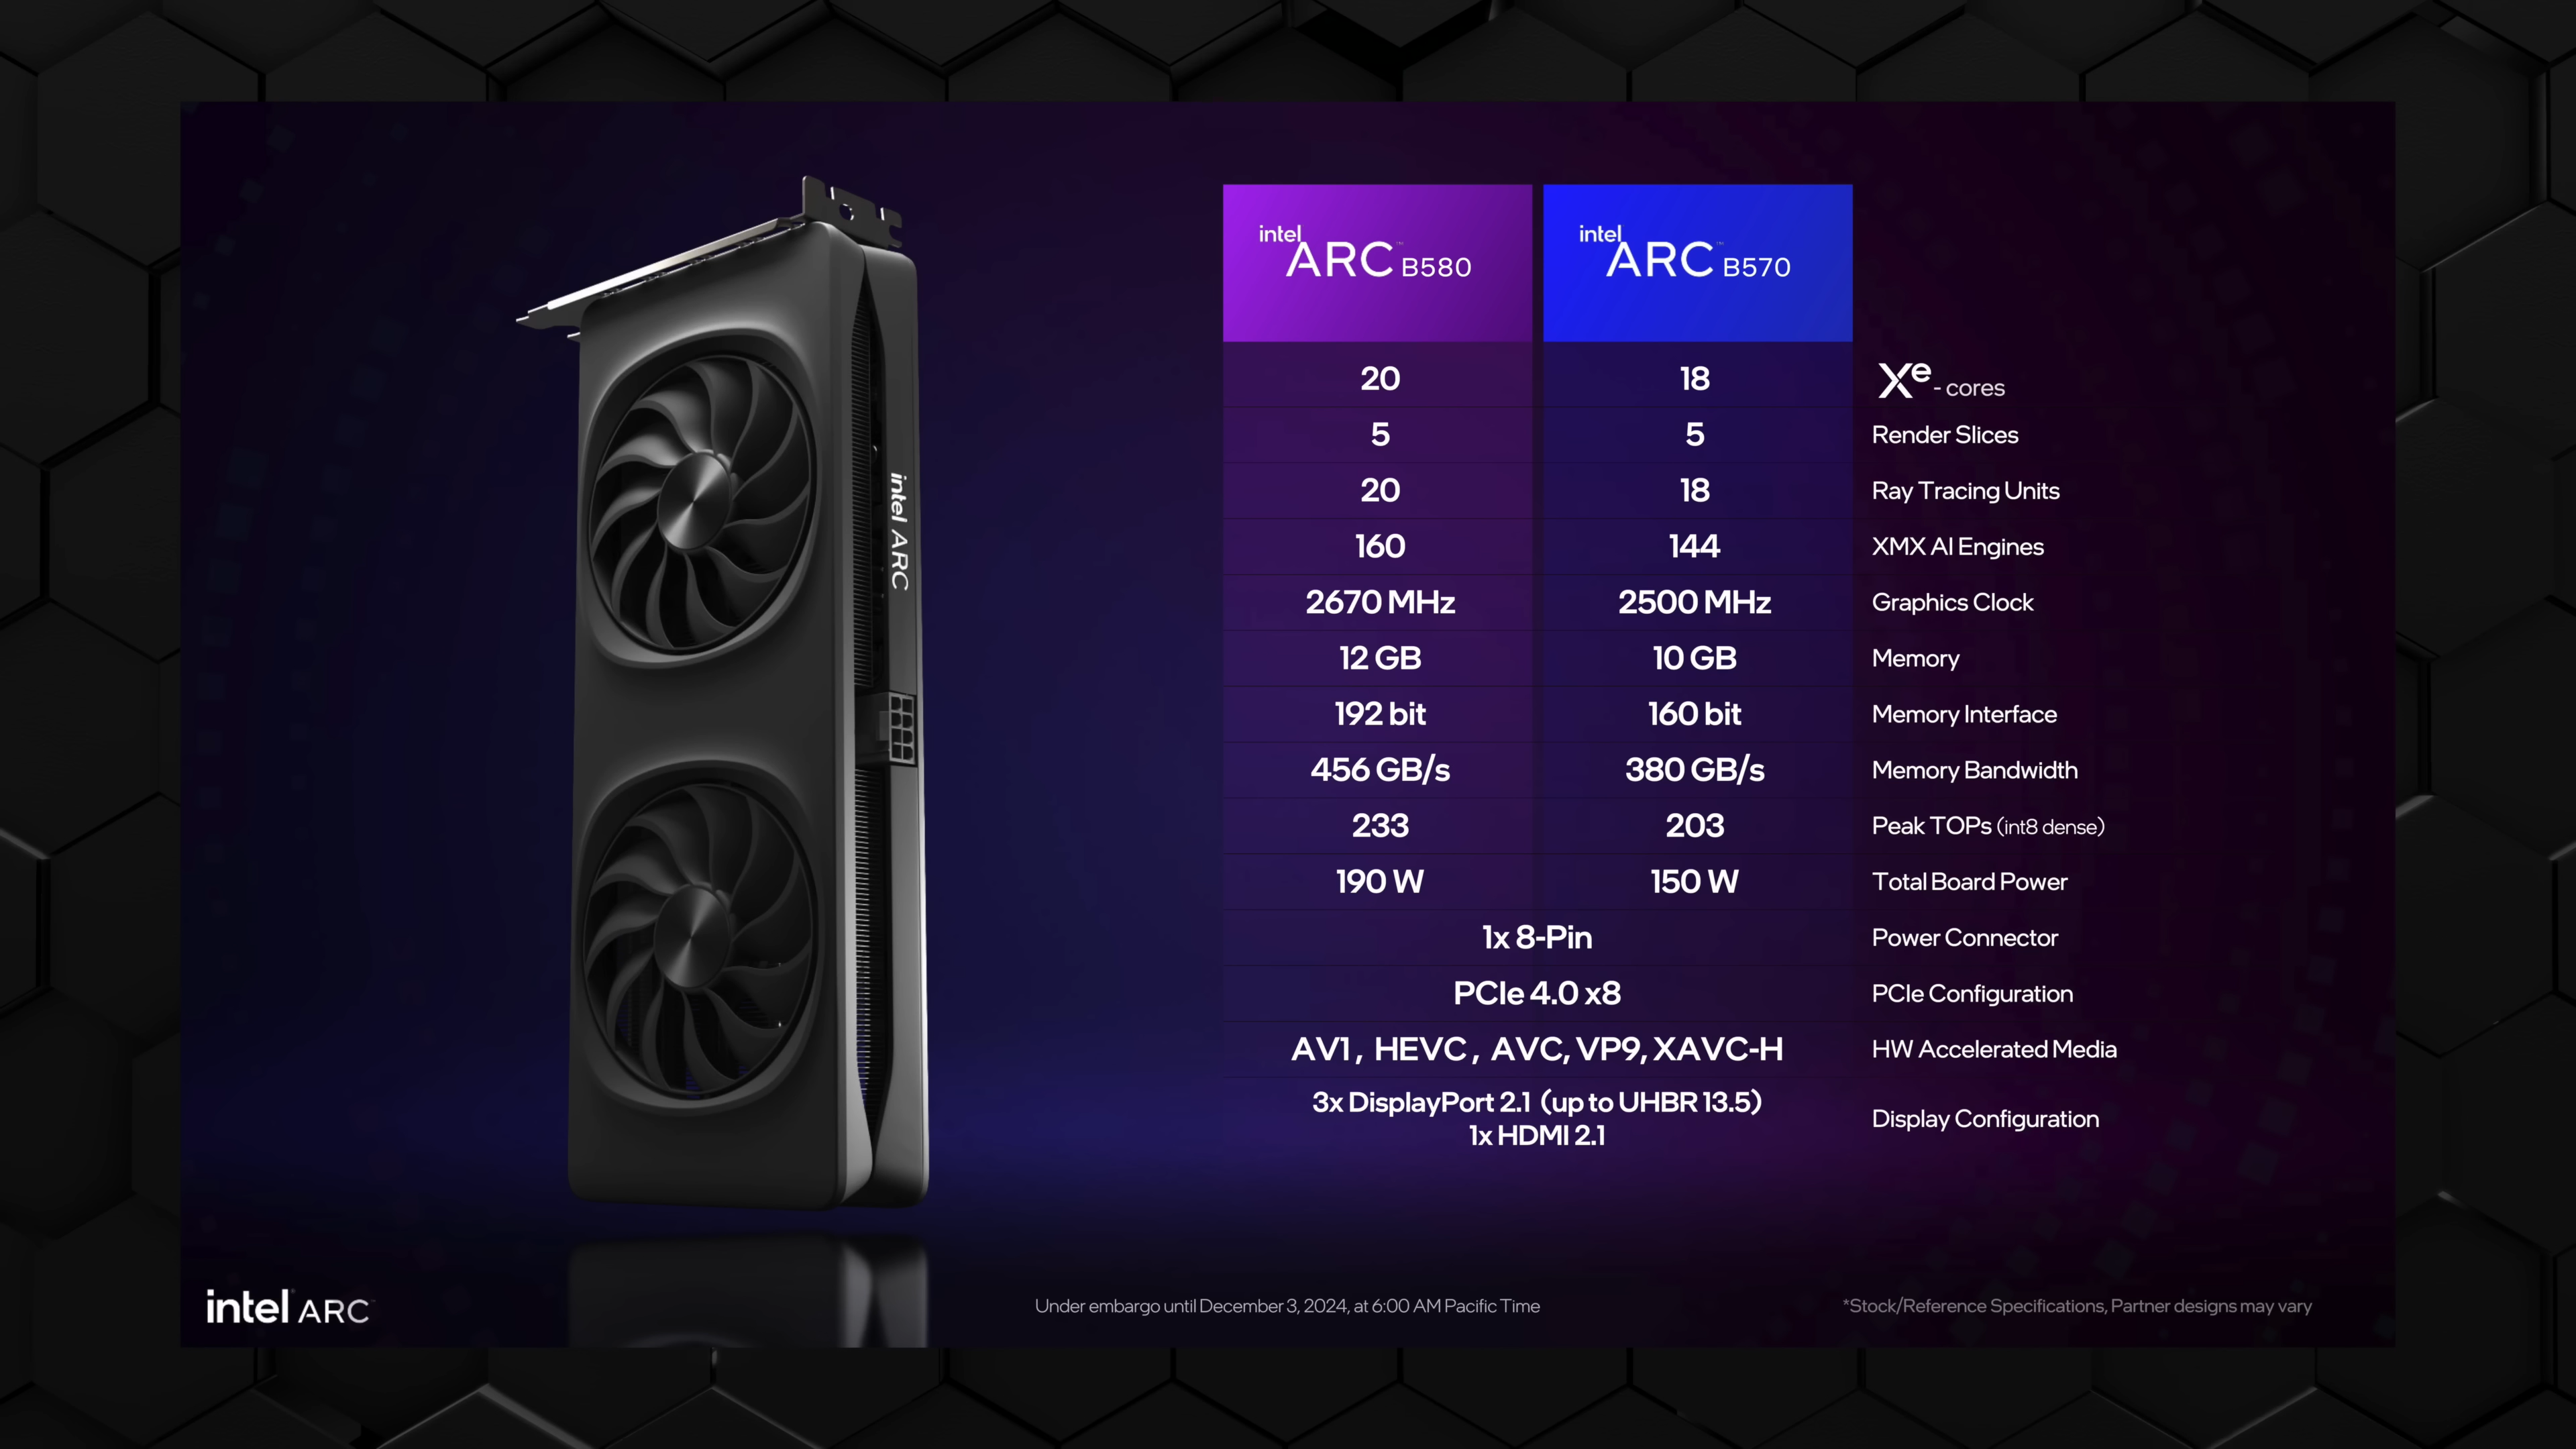 intel ARC™ B580
intel ARC™ B570
20 18 Xe - cores
5 5 Render Slices
20 18 Ray Tracing Units
160 144 XMX AI Engines
2670 MHz 2500 MHz Graphics Clock
12 GB 10 GB Memory
192 bit 160 bit Memory Interface
456 GB/s 380 GB/s Memory Bandwidth
233 203 Peak TOPs (int8 dense)
190 W 150 W Total Board Power
1x 8-Pin Power Connector
PCIe 4.0 x8 PCIe Configuration
AV1, HEVC, AVC, VP9, XAVC-H HW Accelerated Media
3x DisplayPort 2.1 (up to UHBR 13.5)
1x HDMI 2.1
Display Configuration
intel ARC
intel ARC™
Under embargo until December 3, 2024, at 6:00 AM Pacific Time
*Stock/Reference Specifications, Partner designs may vary